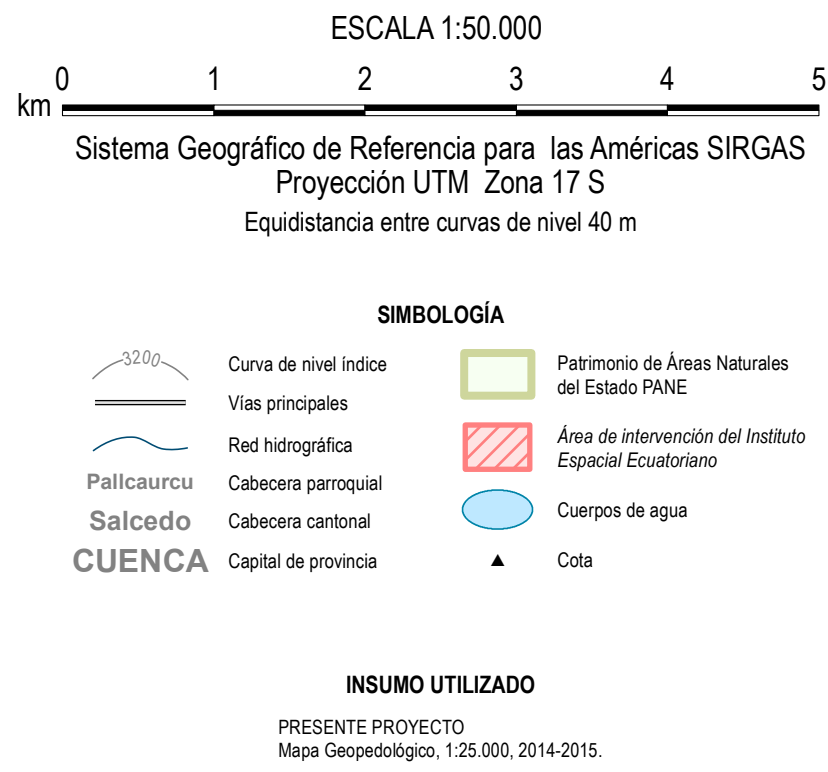 ESCALA 1:50.000
0 1 2 3 4 5
km
Sistema Geográfico de Referencia para las Américas SIRGAS
Proyección UTM Zona 17 S
Equidistancia entre curvas de nivel 40 m
SIMBOLOGÍA
3200
Curva de nivel índice
Vías principales
Red hidrográfica
Pallcaurcu Cabecera parroquial
Salcedo Cabecera cantonal
CUENCA Capital de provincia
Patrimonio de Áreas Naturales
del Estado PANE
Área de intervención del Instituto
Espacial Ecuatoriano
Cuerpos de agua
Cota
INSUMO UTILIZADO
PRESENTE PROYECTO
Mapa Geopedológico, 1:25.000, 2014-2015.